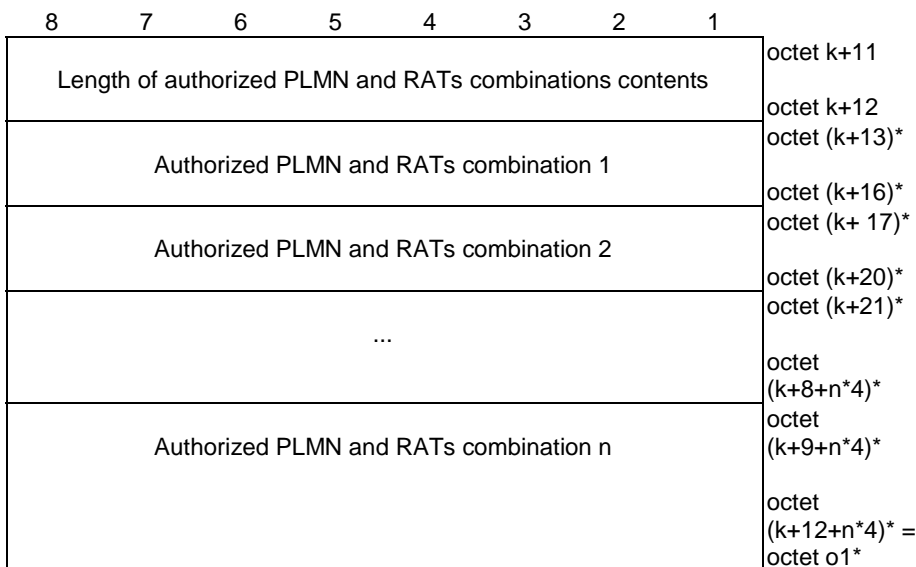 8 7 6 5 4 3 2 1
Length of authorized PLMN and RATs combinations contents
octet k+11
octet k+12
Authorized PLMN and RATs combination 1
octet (k+13)*
octet (k+16)*
Authorized PLMN and RATs combination 2
octet (k+ 17)*
octet (k+20)*
...
octet (k+21)*
octet
(k+8+n*4)*
Authorized PLMN and RATs combination n
octet
(k+9+n*4)*
octet
(k+12+n*4)* =
octet o1*